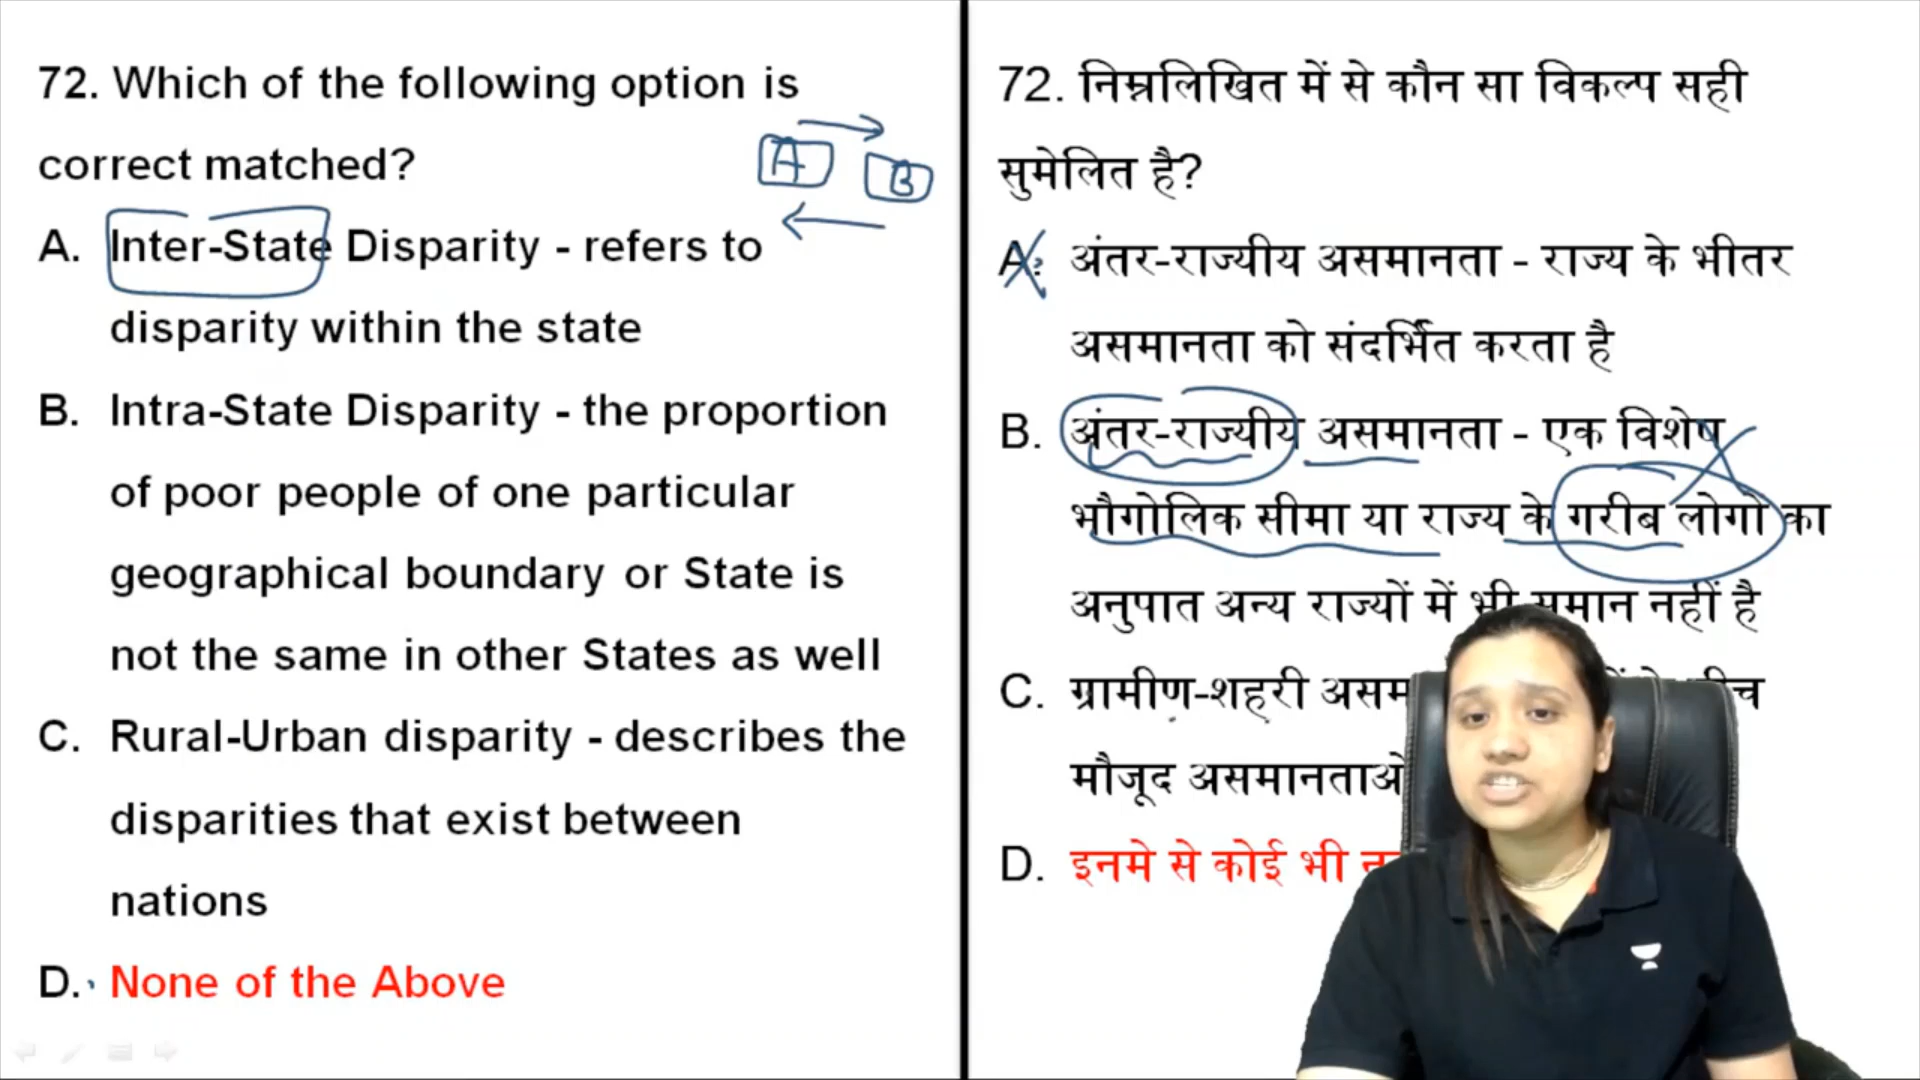 72. Which of the following option is
correct matched?
A
B
A. Inter-State Disparity - refers to
disparity within the state
B. Intra-State Disparity - the proportion
of poor people of one particular
geographical boundary or State is
not the same in other States as well
C. Rural-Urban disparity - describes the
disparities that exist between
nations
D. None of the Above
72. निम्नलिखित में से कौन सा विकल्प सही
सुमेलित है?
A. अंतर-राज्यीय असमानता - राज्य के भीतर
असमानता को संदर्भित करता है
B. अंतर-राज्यीय असमानता - एक विशेष
भौगोलिक सीमा या राज्य के गरीब लोगों का
अनुपात अन्य राज्यों में भी समान नहीं है
C. ग्रामीण-शहरी
मौजूद
D. इनमे से कोई भी